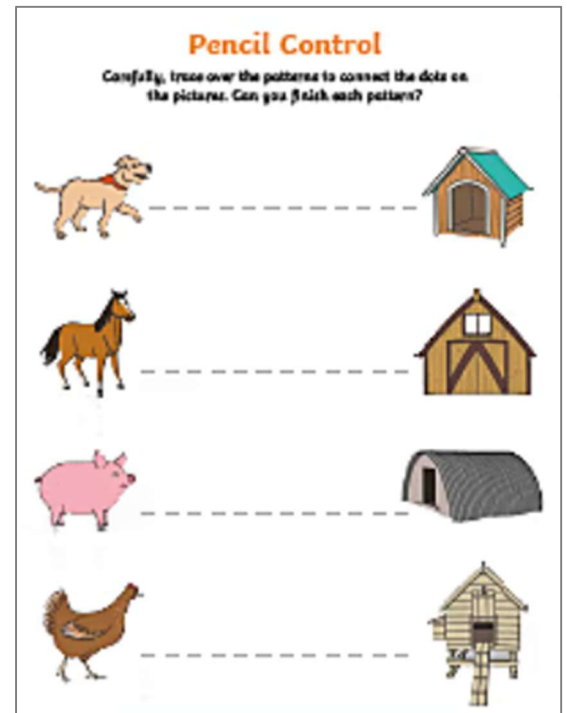 Pencil Control
Carefully, trace over the patterns to connect the dots on
the pictures. Can you finish each pattern?